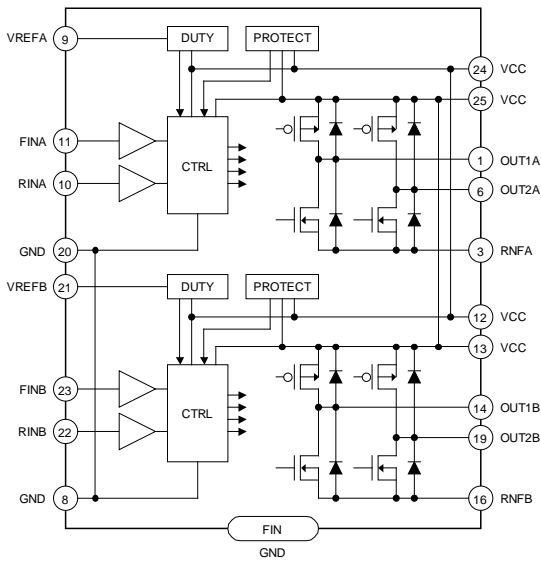 VREFA 9 DUTY PROTECT
24 VCC
25 VCC
FINA 11
CTRL
1 OUT1A
RINA 10
6 OUT2A
GND 20
3 RNFA
VREFB 21 DUTY PROTECT
12 VCC
13 VCC
FINB 23
CTRL
14 OUT1B
RINB 22
19 OUT2B
GND 8
16 RNFB
FIN
GND